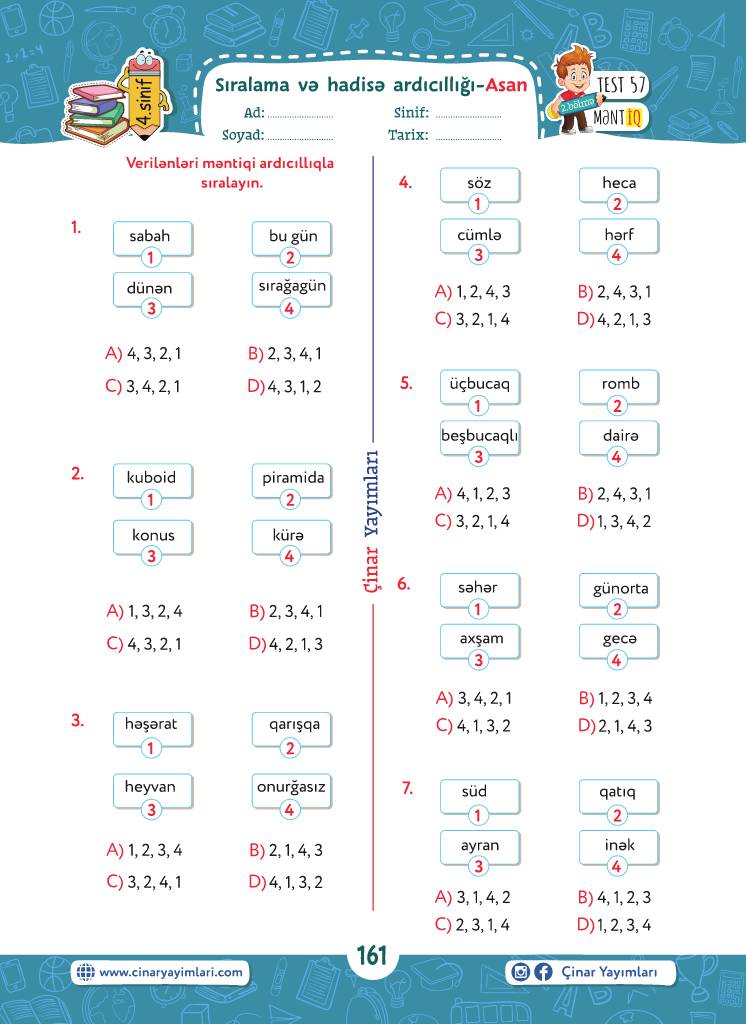 4.sinif
Sıralama və hadisə ardıcıllığı-Asan
Ad: ........................
Sinif: ........................
Soyad: ........................
Tarix: ........................
TEST 57
2.bölmə
MƏNTİQ
Verilənləri məntiqi ardıcıllıqla
sıralayın.
1.
sabah
1
bu gün
2
dünən
3
sırağagün
4
A) 4, 3, 2, 1
B) 2, 3, 4, 1
C) 3, 4, 2, 1
D) 4, 3, 1, 2
2.
kuboid
1
piramida
2
konus
3
kürə
4
A) 1, 3, 2, 4
B) 2, 3, 4, 1
C) 4, 3, 2, 1
D) 4, 2, 1, 3
3.
həşərat
1
qarışqa
2
heyvan
3
onurğasız
4
A) 1, 2, 3, 4
B) 2, 1, 4, 3
C) 3, 2, 4, 1
D) 4, 1, 3, 2
Çinar Yayımları
4.
söz
1
heca
2
cümlə
3
hərf
4
A) 1, 2, 4, 3
B) 2, 4, 3, 1
C) 3, 2, 1, 4
D) 4, 2, 1, 3
5.
üçbucaq
1
romb
2
beşbucaqlı
3
dairə
4
A) 4, 1, 2, 3
B) 2, 4, 3, 1
C) 3, 2, 1, 4
D) 1, 3, 4, 2
6.
səhər
1
günorta
2
axşam
3
gecə
4
A) 3, 4, 2, 1
B) 1, 2, 3, 4
C) 4, 1, 3, 2
D) 2, 1, 4, 3
7.
süd
1
qatıq
2
ayran
3
inək
4
A) 3, 1, 4, 2
B) 4, 1, 2, 3
C) 2, 3, 1, 4
D) 1, 2, 3, 4
www.cinaryayimlari.com
161
Çinar Yayımları